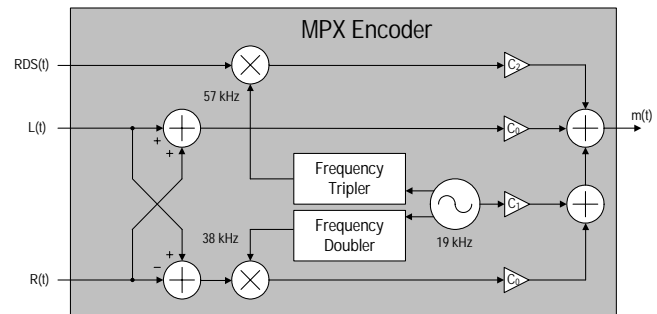 MPX Encoder
RDS(t)
C₂
57 kHz
L(t)
+
+
C₀
m(t)
Frequency
Tripler
Frequency
Doubler
C₁
19 kHz
38 kHz
+
−
R(t)
C₀